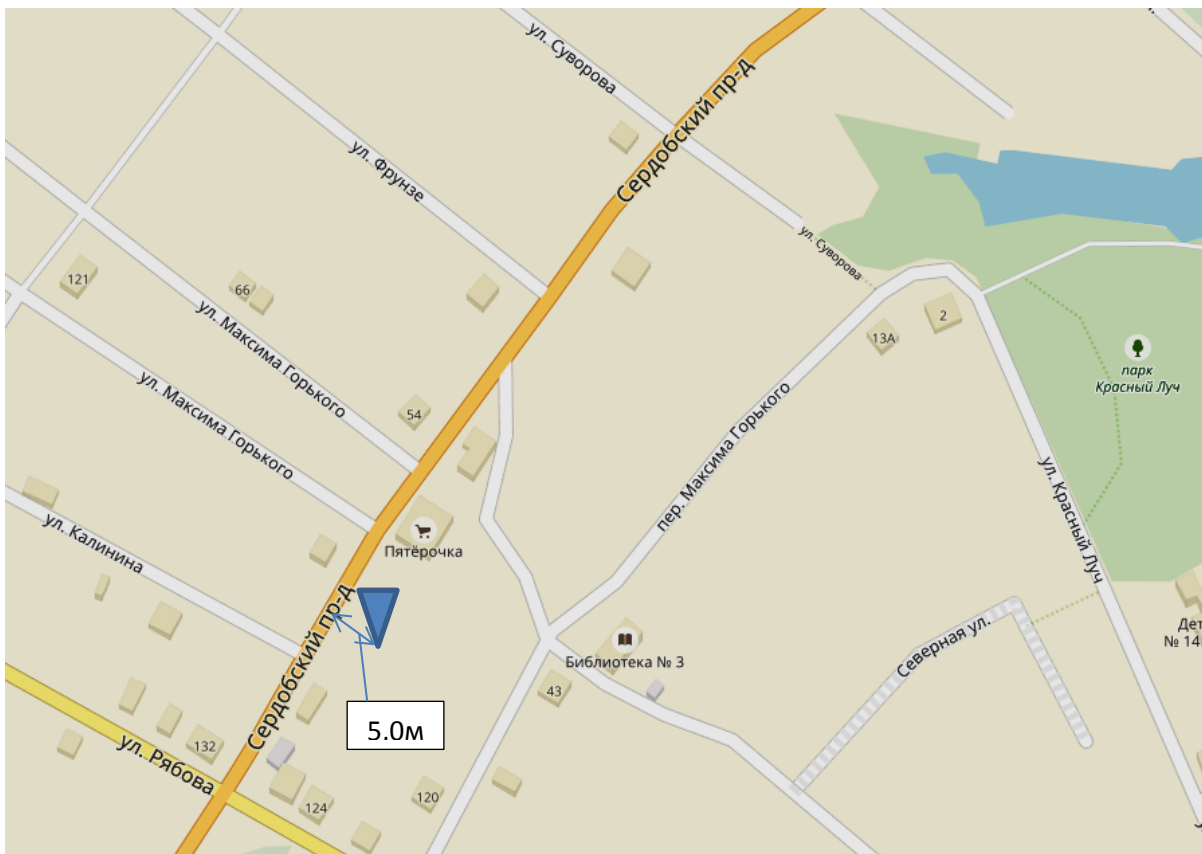 ул. Суворова
Сердобский пр-д
ул. Фрунзе
ул. Суворова
121
66
2
13А
парк
Красный Луч
ул. Максима Горького
ул. Максима Горького
54
пер. Максима Горького
ул. Красный Луч
Пятёрочка
ул. Калинина
Сердобский пр-д
Северная ул.
Дет
№ 14
Библиотека № 3
43
5.0м
132
ул. Рябова
124
120